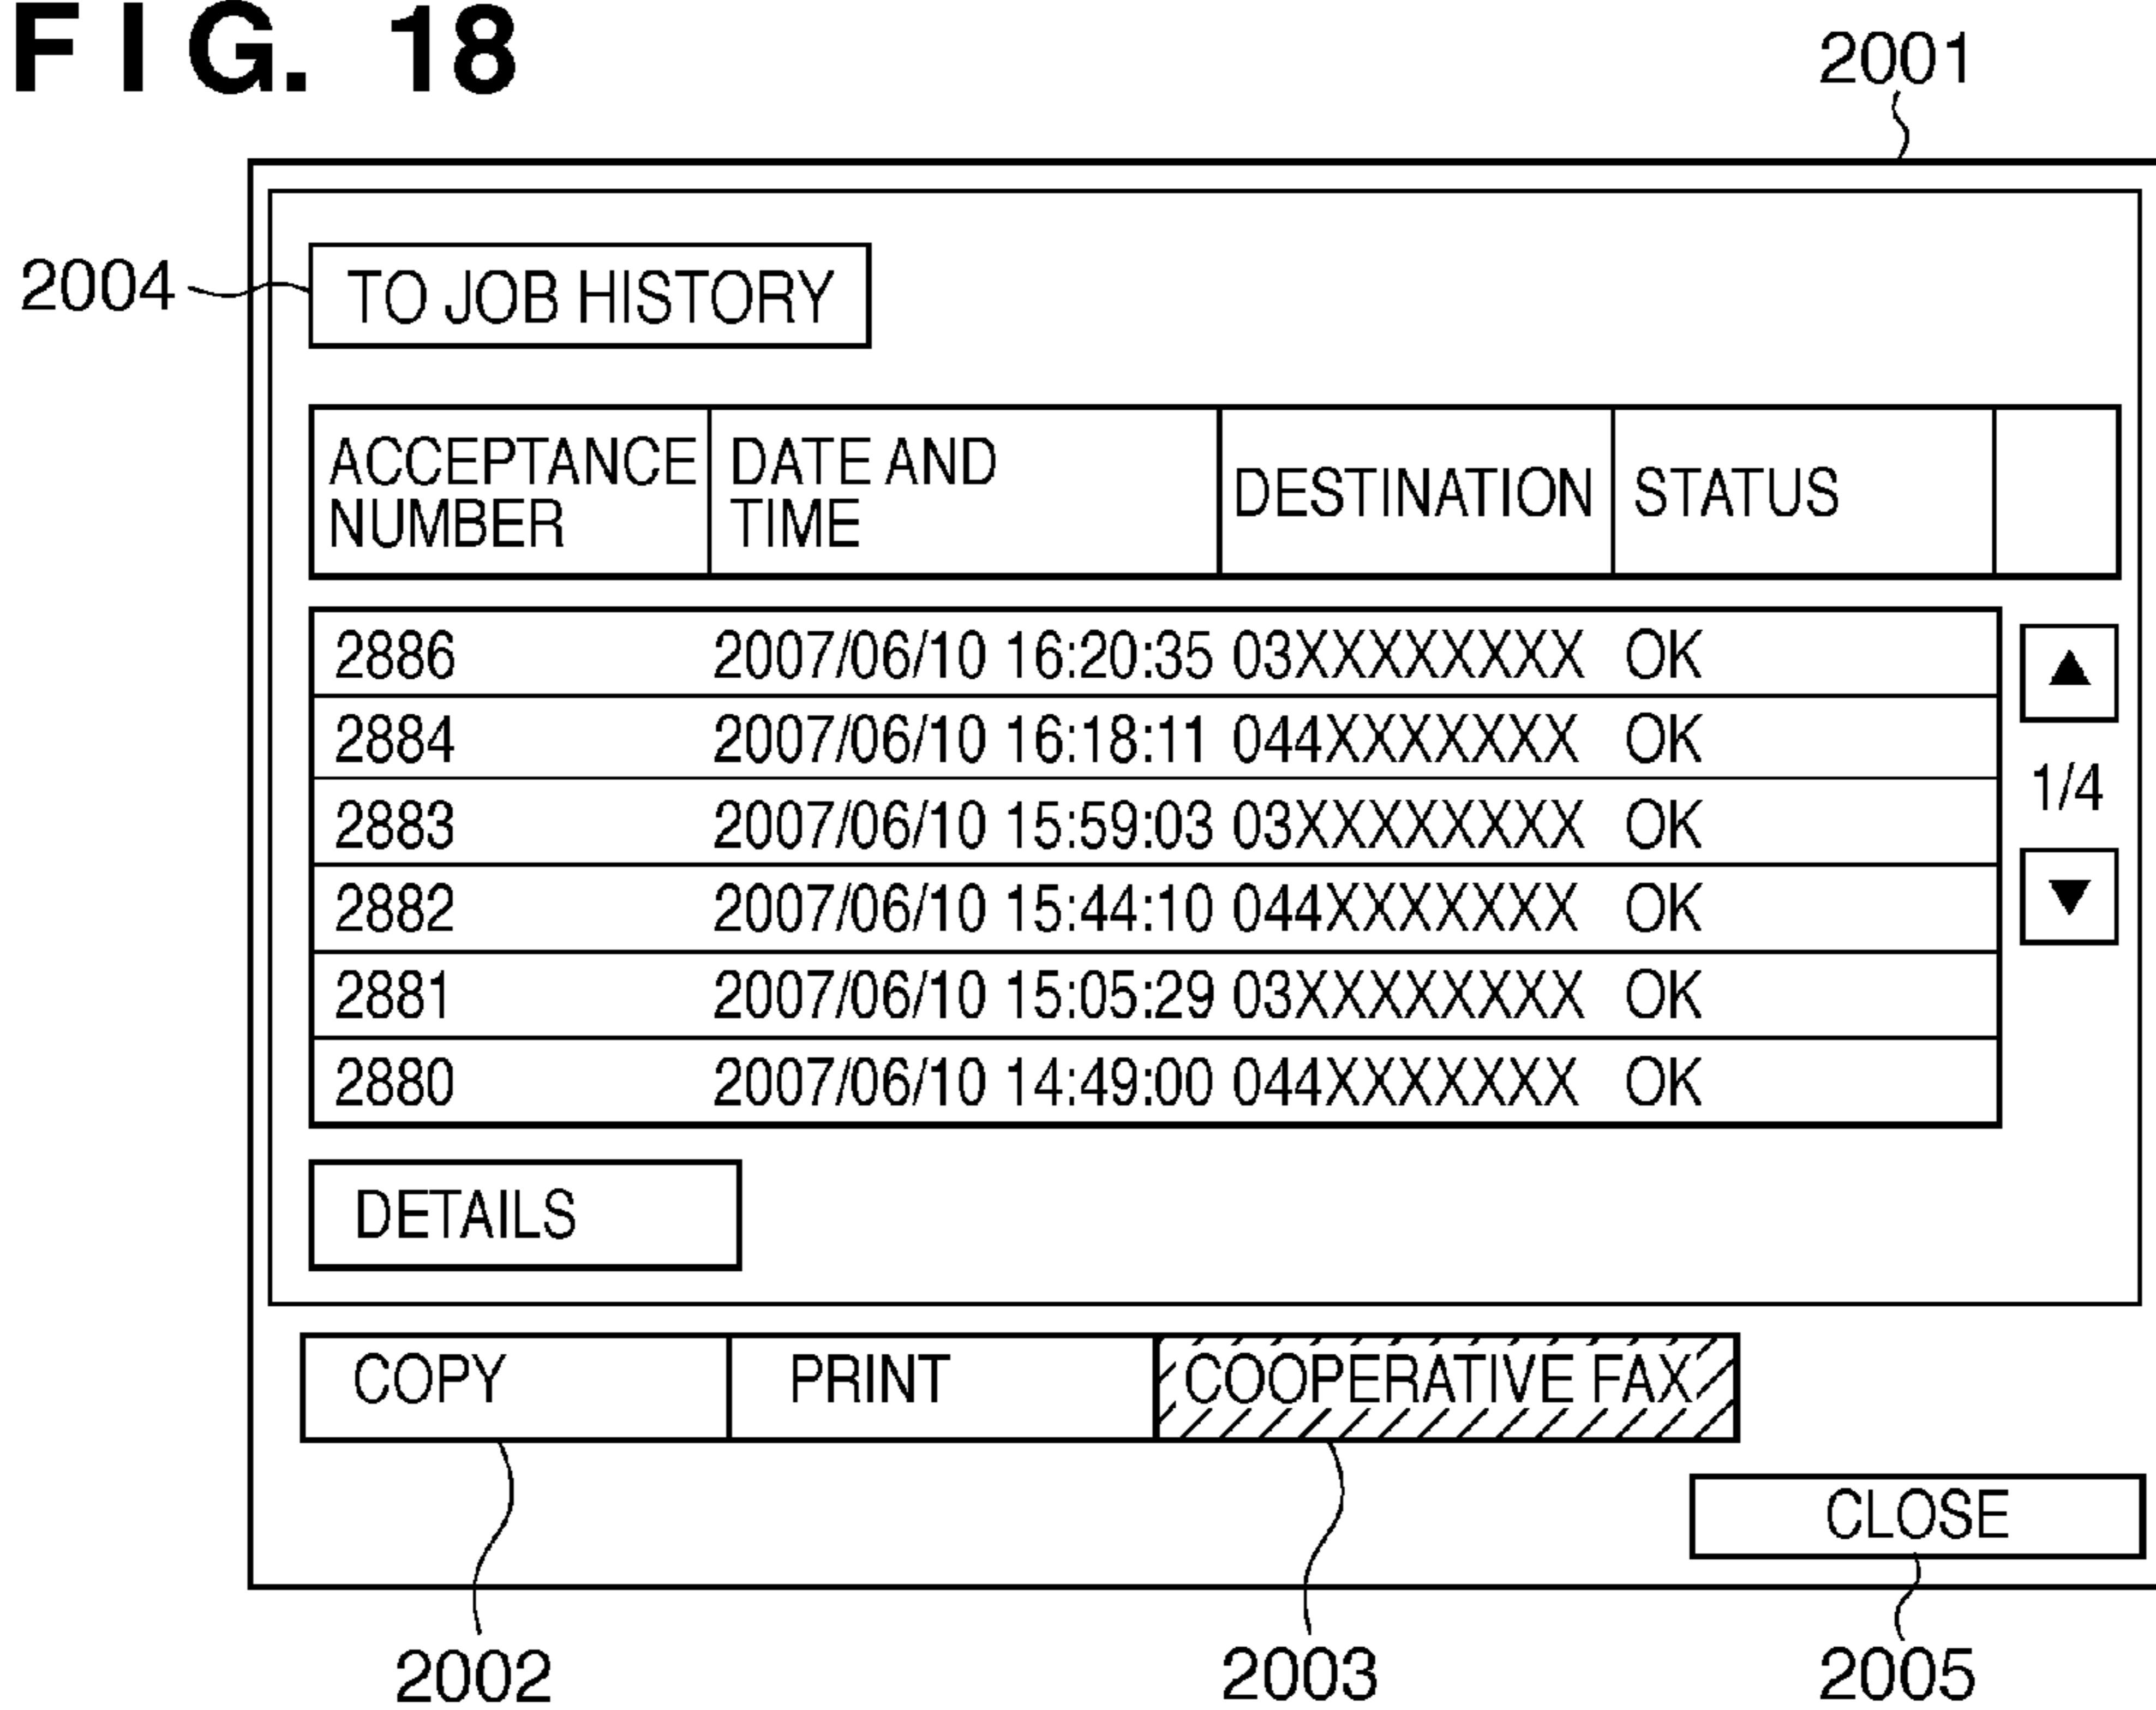 FIG. 18
2001
2004
TO JOB HISTORY
ACCEPTANCE NUMBER DATE AND TIME DESTINATION STATUS
2886 2007/06/10 16:20:35 03XXXXXXXX OK
2884 2007/06/10 16:18:11 044XXXXXXX OK
1/4
2883 2007/06/10 15:59:03 03XXXXXXXX OK
2882 2007/06/10 15:44:10 044XXXXXXX OK
2881 2007/06/10 15:05:29 03XXXXXXXX OK
2880 2007/06/10 14:49:00 044XXXXXXX OK
DETAILS
COPY PRINT COOPERATIVE FAX
CLOSE
2002 2003 2005